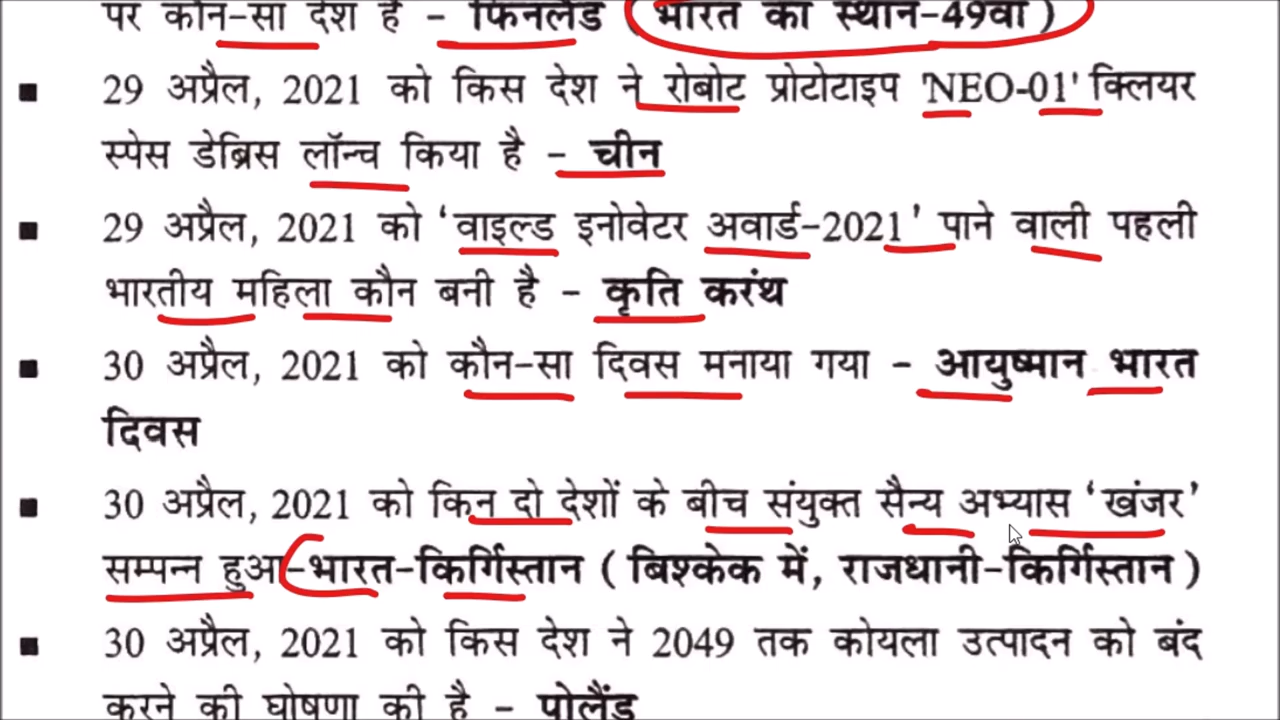 पर कौन-सा देश है - फिनलैंड ( भारत का स्थान-49वां )
■ 29 अप्रैल, 2021 को किस देश ने रोबोट प्रोटोटाइप 'NEO-01' क्लियर
स्पेस डेब्रिस लॉन्च किया है - चीन
■ 29 अप्रैल, 2021 को ‘वाइल्ड इनोवेटर अवार्ड-2021’ पाने वाली पहली
भारतीय महिला कौन बनी है - कृति करंथ
■ 30 अप्रैल, 2021 को कौन-सा दिवस मनाया गया - आयुष्मान भारत
दिवस
■ 30 अप्रैल, 2021 को किन दो देशों के बीच संयुक्त सैन्य अभ्यास ‘खंजर’
सम्पन्न हुआ-भारत-किर्गिस्तान ( बिश्केक में, राजधानी-किर्गिस्तान )
■ 30 अप्रैल, 2021 को किस देश ने 2049 तक कोयला उत्पादन को बंद
करने की घोषणा की है - पोलैंड